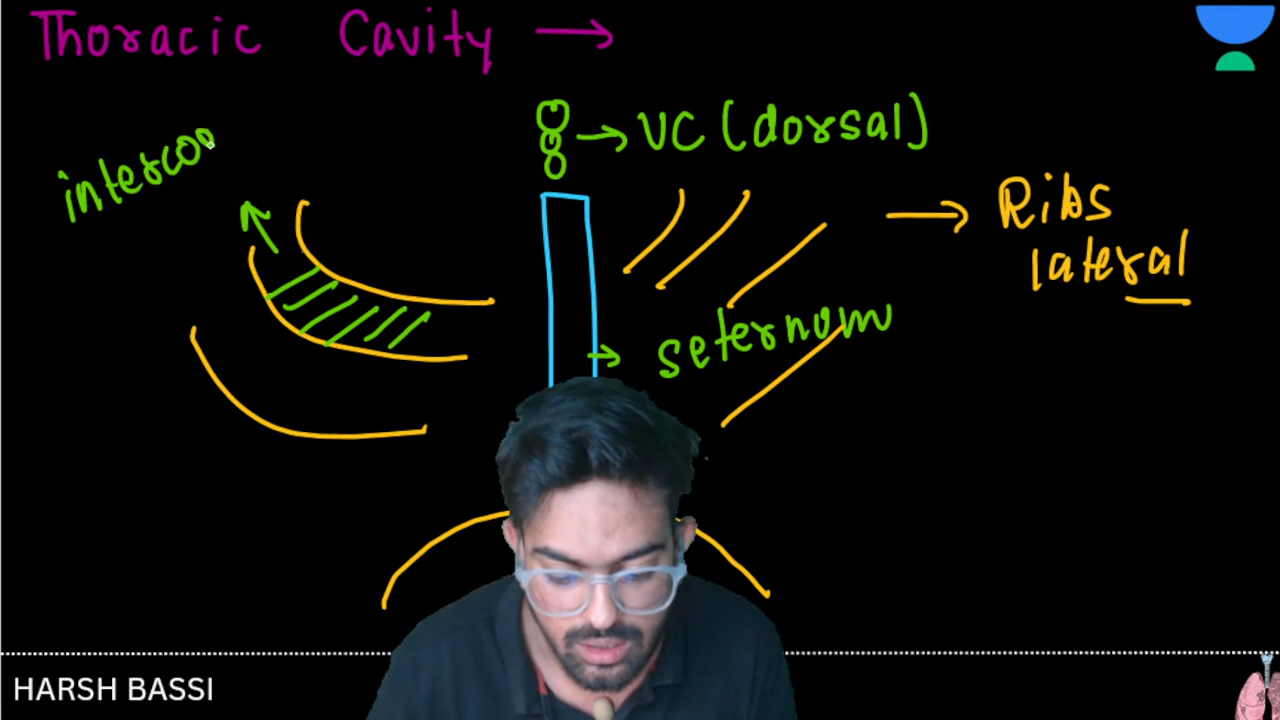 Thoracic Cavity →
VC (dorsal)
intercos
Ribs
lateral
seternum
HARSH BASSI